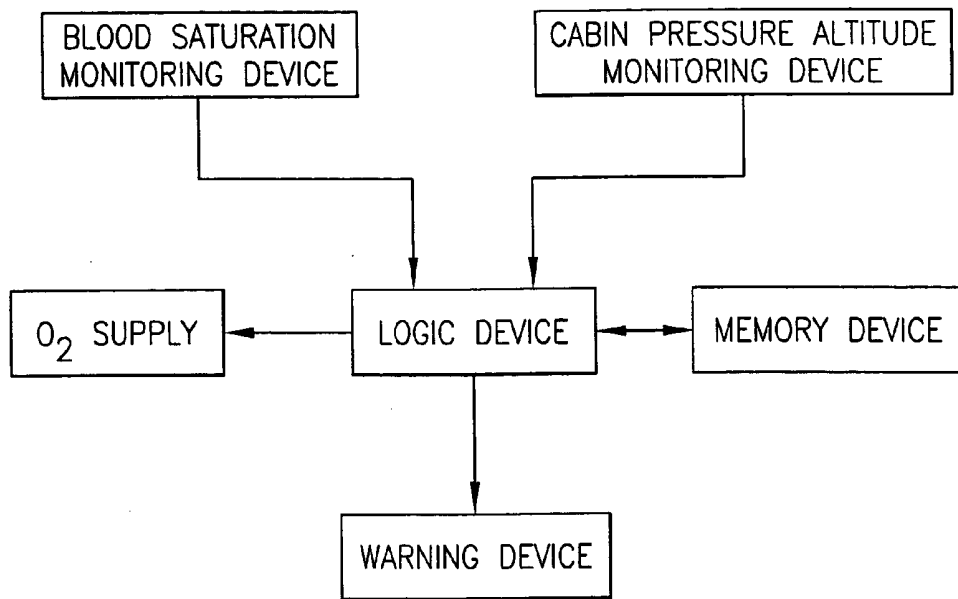 BLOOD SATURATION
MONITORING DEVICE
CABIN PRESSURE ALTITUDE
MONITORING DEVICE
O2 SUPPLY
LOGIC DEVICE
MEMORY DEVICE
WARNING DEVICE